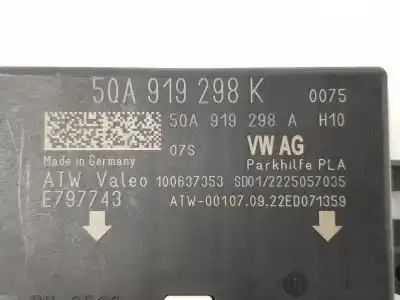 5QA 919 298 K 0075
5QA 919 298 A H10
07S VW AG
Made in Germany Parkhilfe PLA
ATW Valeo 100637353 SD01/2225057035
E797743 ATW-00107.09.22ED071359